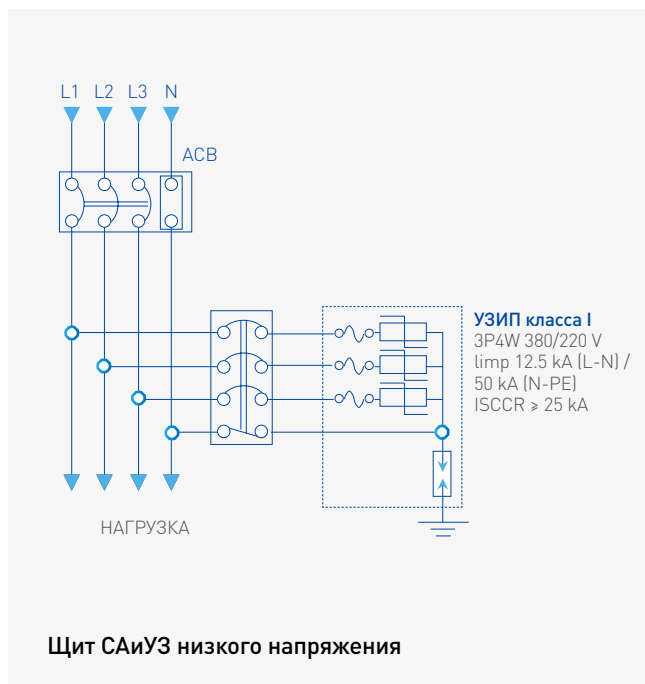 L1 L2 L3 N
ACB
УЗИП класса I
3P4W 380/220 V
limp 12.5 kA (L-N) /
50 kA (N-PE)
ISCCR ≥ 25 kA
НАГРУЗКА
Щит САиУЗ низкого напряжения